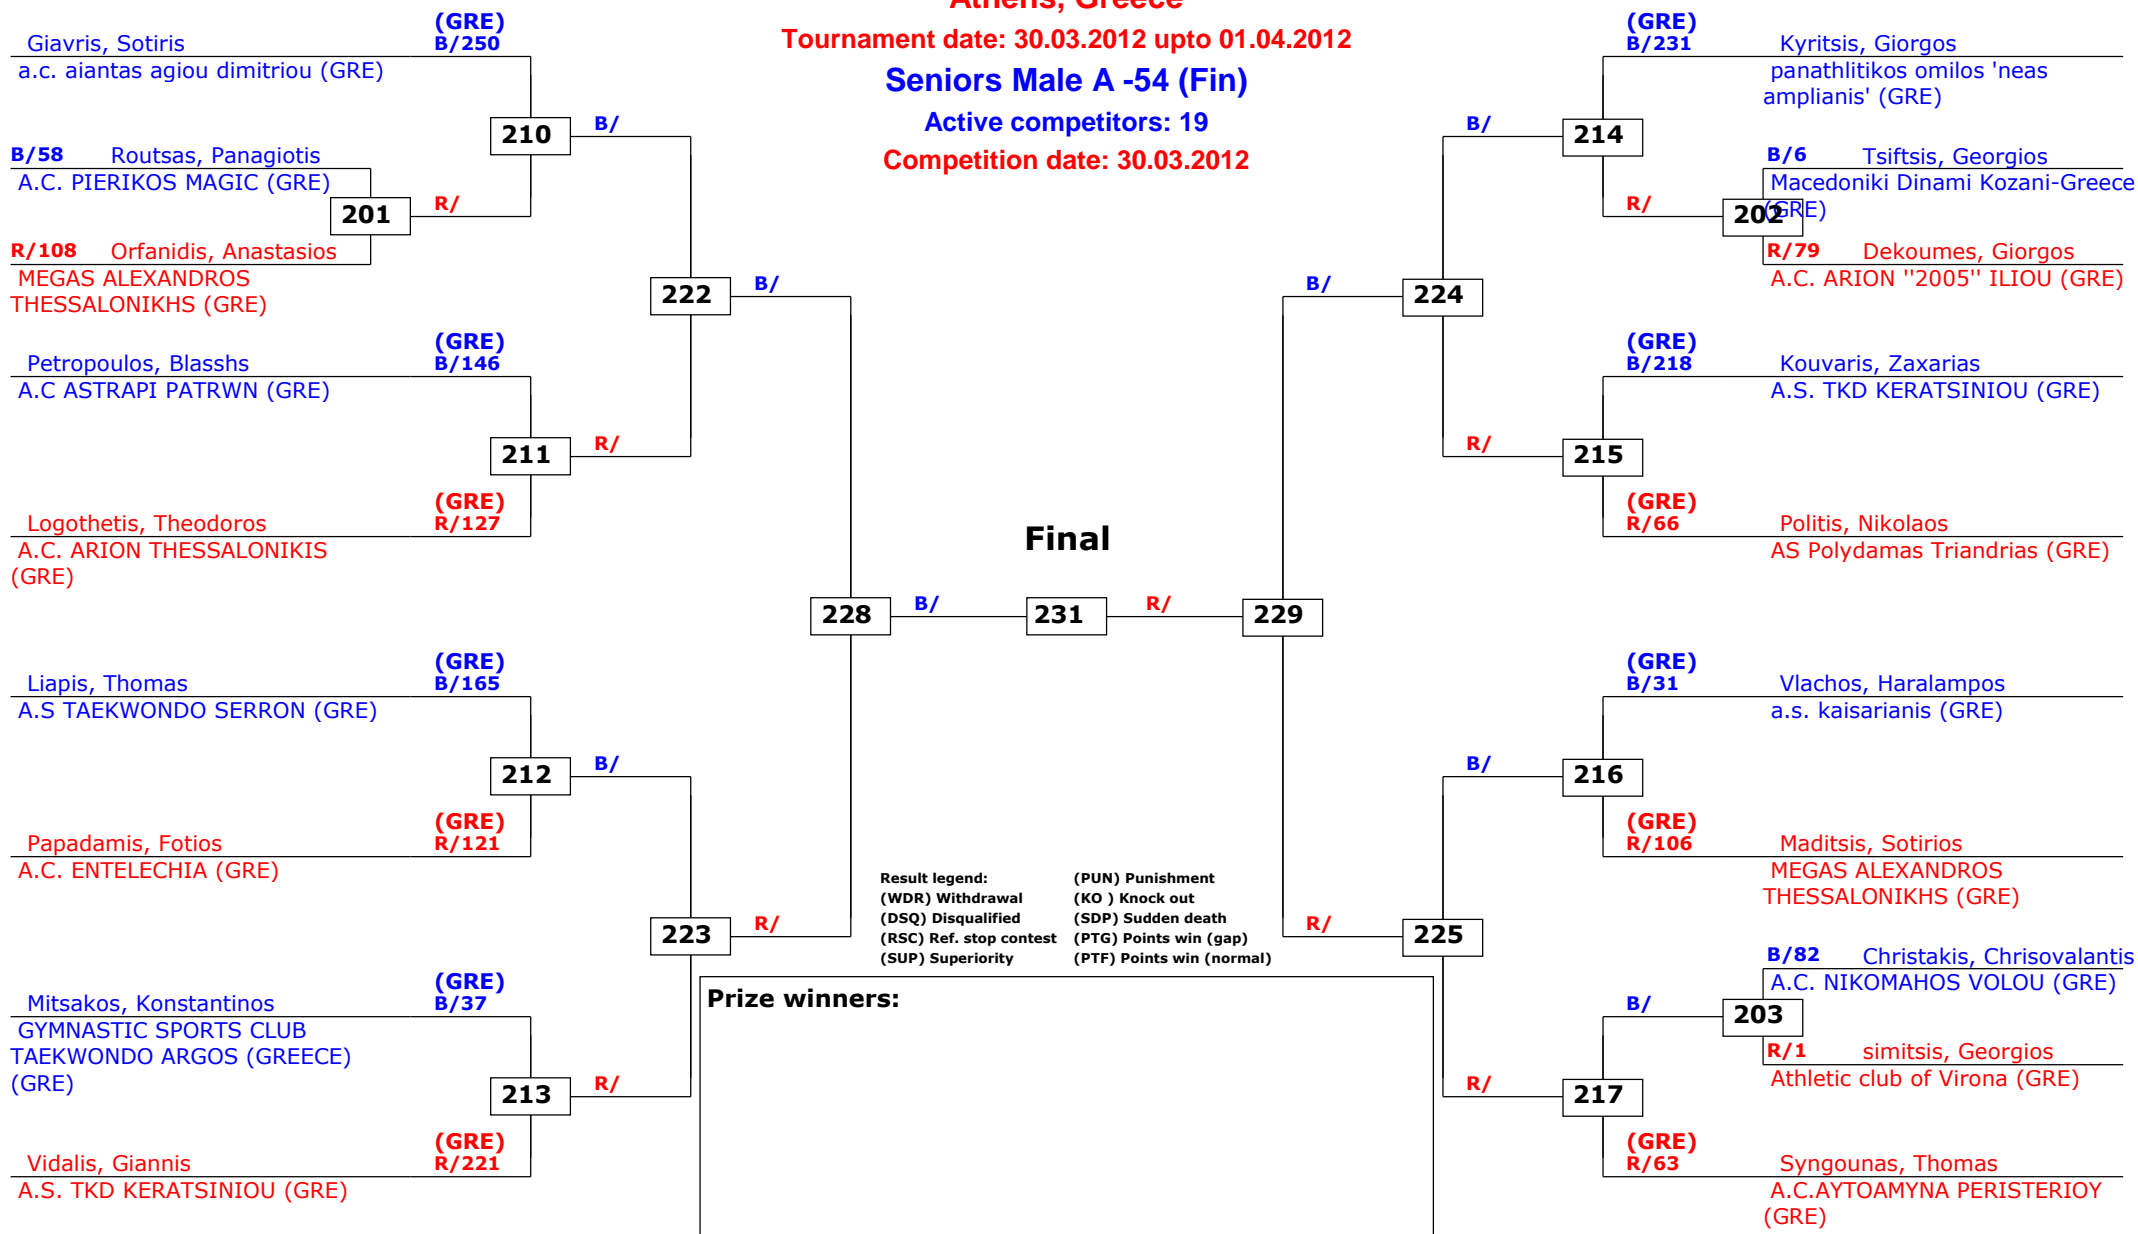 Athens, Greece
Tournament date: 30.03.2012 upto 01.04.2012
Seniors Male A -54 (Fin)
Active competitors: 19
Competition date: 30.03.2012
(GRE)
Giavris, Sotiris B/250
a.c. aiantas agiou dimitriou (GRE)
210 B/
B/58 Routsas, Panagiotis
A.C. PIERIKOS MAGIC (GRE)
201 R/
R/108 Orfanidis, Anastasios
MEGAS ALEXANDROS
THESSALONIKHS (GRE)
222 B/
(GRE)
Petropoulos, Blasshs B/146
A.C ASTRAPI PATRWN (GRE)
211 R/
(GRE)
Logothetis, Theodoros R/127
A.C. ARION THESSALONIKIS
(GRE)
228 B/
(GRE)
Liapis, Thomas B/165
A.S TAEKWONDO SERRON (GRE)
212 B/
(GRE)
Papadamis, Fotios R/121
A.C. ENTELECHIA (GRE)
223 R/
(GRE)
Mitsakos, Konstantinos B/37
GYMNASTIC SPORTS CLUB
TAEKWONDO ARGOS (GREECE)
(GRE)
213 R/
(GRE)
Vidalis, Giannis R/221
A.S. TKD KERATSINIOU (GRE)
Final
231
(GRE)
B/231 Kyritsis, Giorgos
panathlitikos omilos 'neas
amplianis' (GRE)
B/ 214
B/6 Tsiftsis, Georgios
Macedoniki Dinami Kozani-Greece
(GRE)
R/ 202
R/79 Dekoumes, Giorgos
A.C. ARION "2005" ILIOU (GRE)
B/ 224
(GRE)
B/218 Kouvaris, Zaxarias
A.S. TKD KERATSINIOU (GRE)
R/ 215
(GRE)
R/66 Politis, Nikolaos
AS Polydamas Triandrias (GRE)
R/ 229
(GRE)
B/31 Vlachos, Haralampos
a.s. kaisarianis (GRE)
B/ 216
(GRE)
R/106 Maditsis, Sotirios
MEGAS ALEXANDROS
THESSALONIKHS (GRE)
R/ 225
B/82 Christakis, Chrisovalantis
A.C. NIKOMAHOS VOLOU (GRE)
B/ 203
R/1 simitsis, Georgios
Athletic club of Virona (GRE)
R/ 217
(GRE)
R/63 Syngounas, Thomas
A.C.AYTOAMYNA PERISTERIOY
(GRE)
Result legend: (PUN) Punishment
(WDR) Withdrawal (KO ) Knock out
(DSQ) Disqualified (SDP) Sudden death
(RSC) Ref. stop contest (PTG) Points win (gap)
(SUP) Superiority (PTF) Points win (normal)
Prize winners: